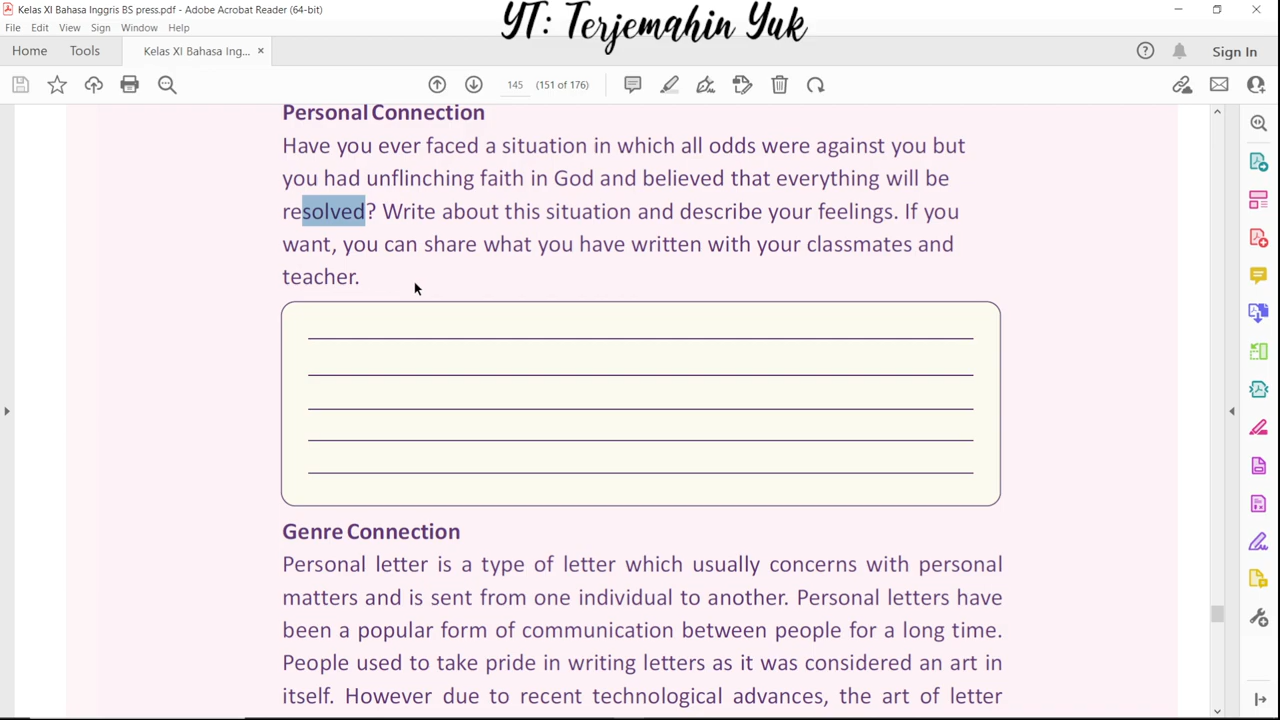 Kelas XI Bahasa Inggris BS press.pdf - Adobe Acrobat Reader (64-bit)
YT: Terjemahin Yuk
File Edit View Sign Window Help
Home Tools Kelas XI Bahasa Ing... × Sign In
145 (151 of 176)
Personal Connection
Have you ever faced a situation in which all odds were against you but
you had unflinching faith in God and believed that everything will be
resolved? Write about this situation and describe your feelings. If you
want, you can share what you have written with your classmates and
teacher.
Genre Connection
Personal letter is a type of letter which usually concerns with personal
matters and is sent from one individual to another. Personal letters have
been a popular form of communication between people for a long time.
People used to take pride in writing letters as it was considered an art in
itself. However due to recent technological advances, the art of letter